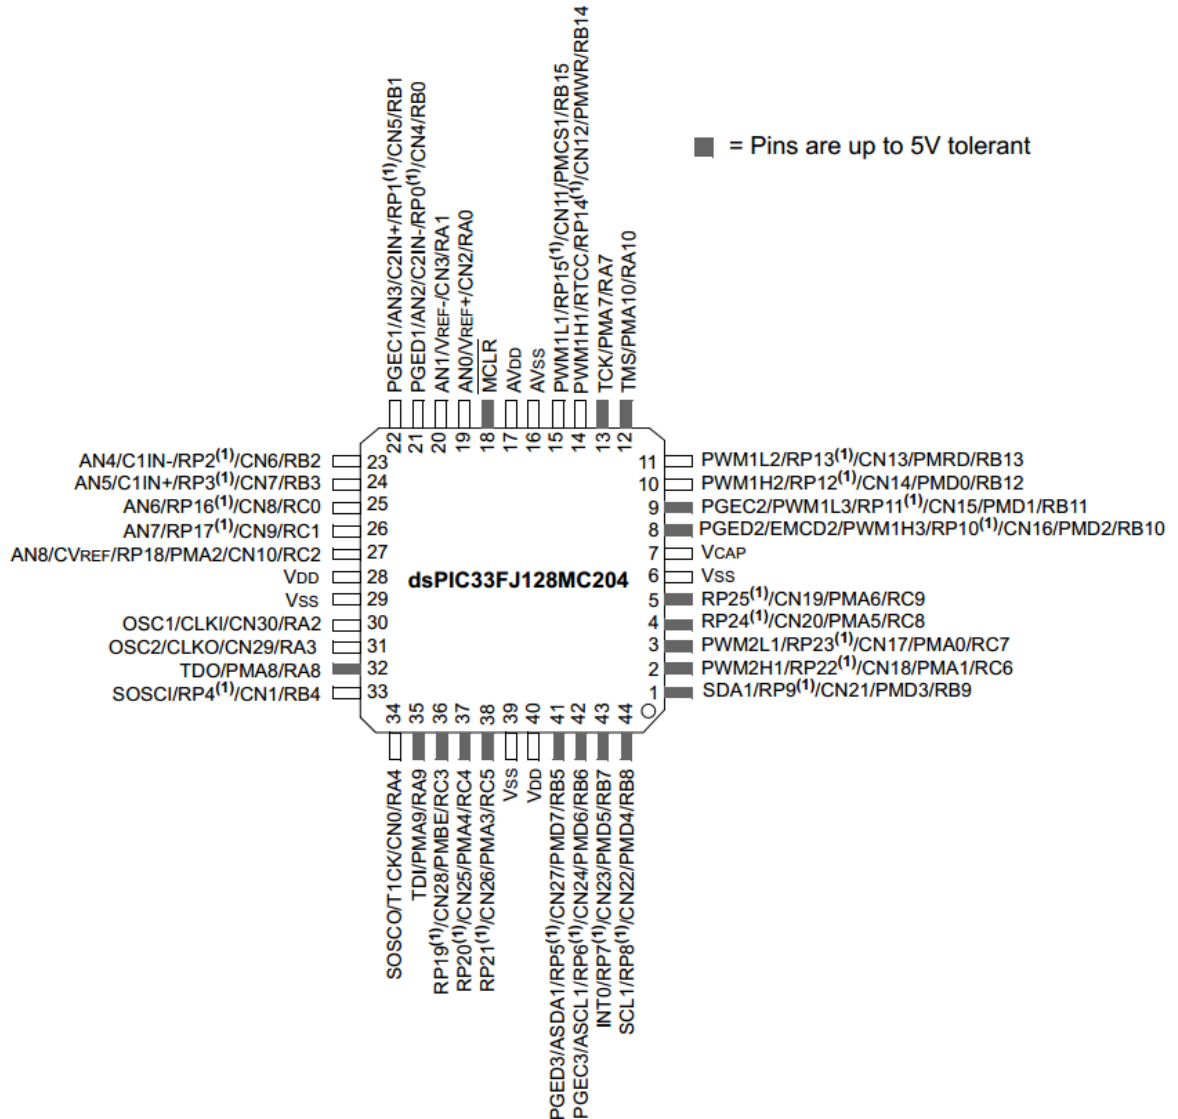 PGEC1/AN3/C2IN+/RP1(1)/CN5/RB1
PGED1/AN2/C2IN-/RP0(1)/CN4/RB0
AN1/VREF-/CN3/RA1
AN0/VREF+/CN2/RA0
MCLR
AVDD
AVSS
PWM1L1/RP15(1)/CN11/PMCS1/RB15
PWM1H1/RTCC/RP14(1)/CN12/PMWR/RB14
TCK/PMA7/RA7
TMS/PMA10/RA10
= Pins are up to 5V tolerant
22 21 20 19 18 17 16 15 14 13 12
AN4/C1IN-/RP2(1)/CN6/RB2 23
AN5/C1IN+/RP3(1)/CN7/RB3 24
AN6/RP16(1)/CN8/RC0 25
AN7/RP17(1)/CN9/RC1 26
AN8/CVREF/RP18/PMA2/CN10/RC2 27
VDD 28
VSS 29
OSC1/CLKI/CN30/RA2 30
OSC2/CLKO/CN29/RA3 31
TDO/PMA8/RA8 32
SOSCI/RP4(1)/CN1/RB4 33
dsPIC33FJ128MC204
11 PWM1L2/RP13(1)/CN13/PMRD/RB13
10 PWM1H2/RP12(1)/CN14/PMD0/RB12
9 PGEC2/PWM1L3/RP11(1)/CN15/PMD1/RB11
8 PGED2/EMCD2/PWM1H3/RP10(1)/CN16/PMD2/RB10
7 VCAP
6 VSS
5 RP25(1)/CN19/PMA6/RC9
4 RP24(1)/CN20/PMA5/RC8
3 PWM2L1/RP23(1)/CN17/PMA0/RC7
2 PWM2H1/RP22(1)/CN18/PMA1/RC6
1 SDA1/RP9(1)/CN21/PMD3/RB9
34 35 36 37 38 39 40 41 42 43 44
SOSCO/T1CK/CN0/RA4
TDI/PMA9/RA9
RP19(1)/CN28/PMBE/RC3
RP20(1)/CN25/PMA4/RC4
RP21(1)/CN26/PMA3/RC5
VSS
VDD
PGED3/ASDA1/RP5(1)/CN27/PMD7/RB5
PGEC3/ASCL1/RP6(1)/CN24/PMD6/RB6
INT0/RP7(1)/CN23/PMD5/RB7
SCL1/RP8(1)/CN22/PMD4/RB8